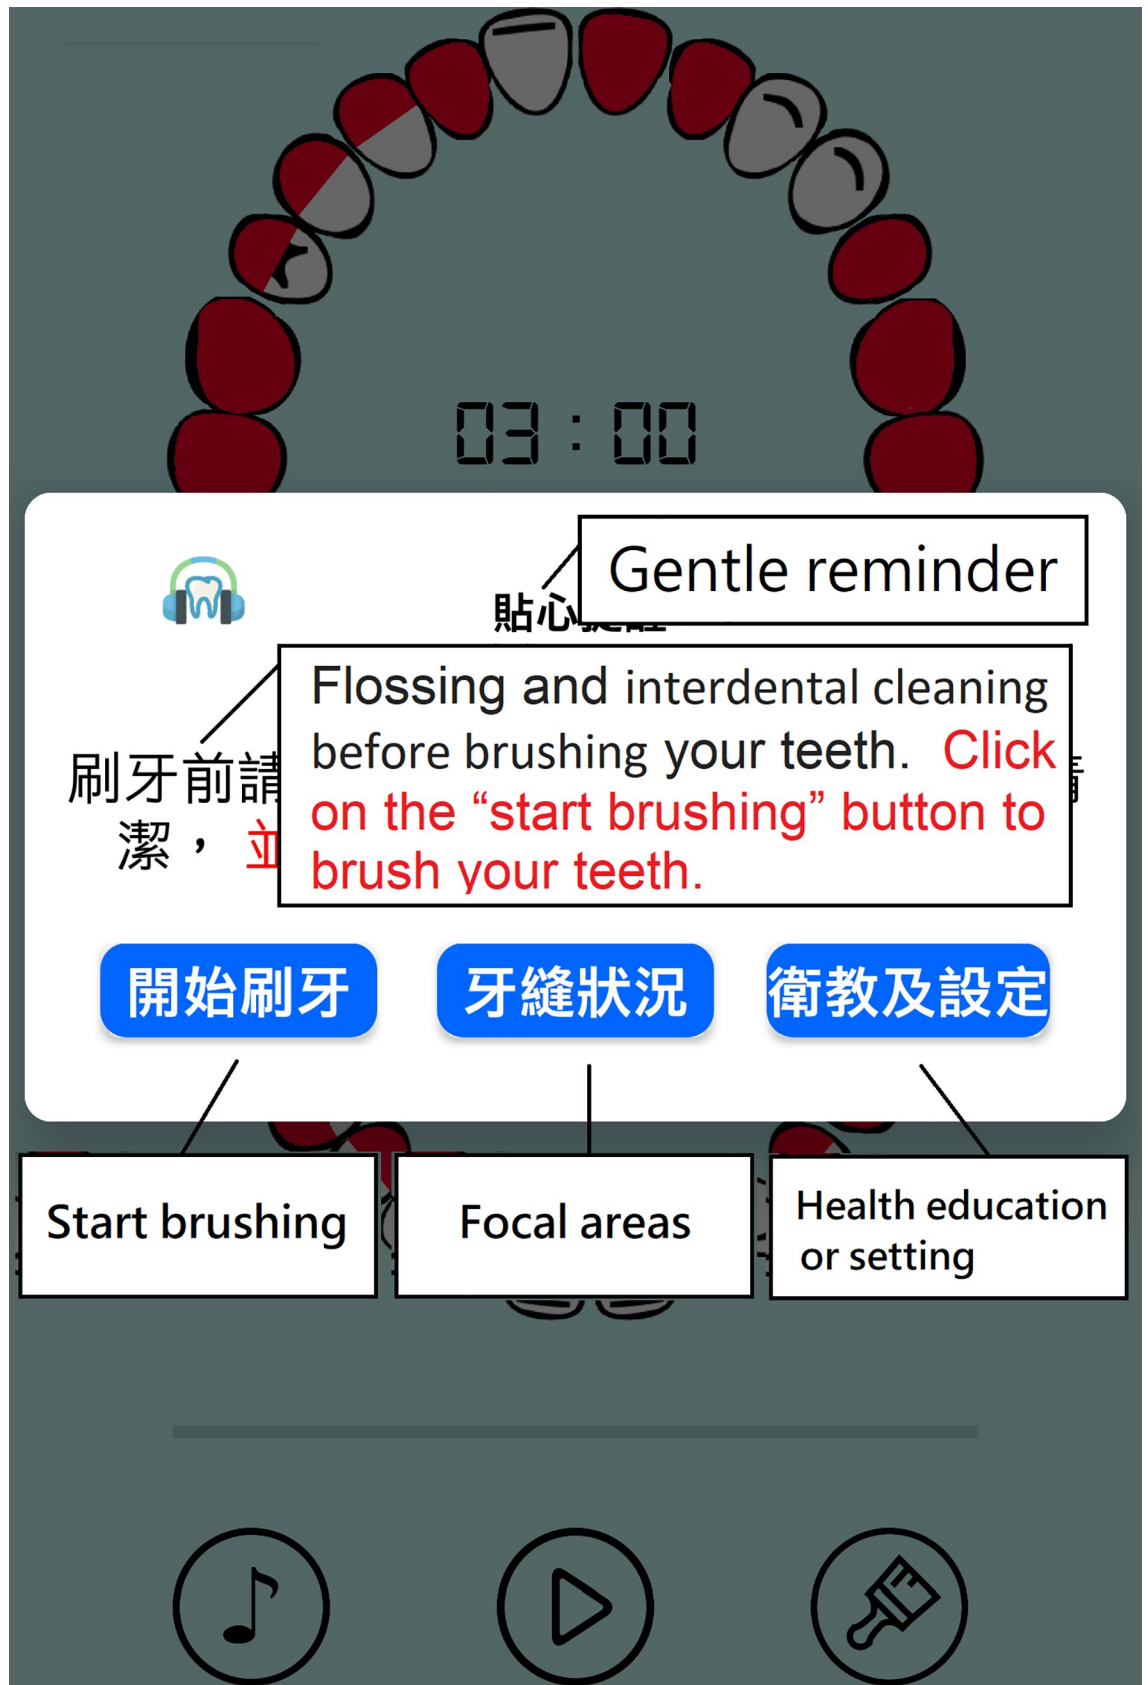 03:00
Gentle reminder
貼心
Flossing and interdental cleaning
before brushing your teeth. Click
on the “start brushing” button to
brush your teeth.
刷牙前請
潔，
開始刷牙 牙縫狀況 衛教及設定
Start brushing
Focal areas
Health education
or setting